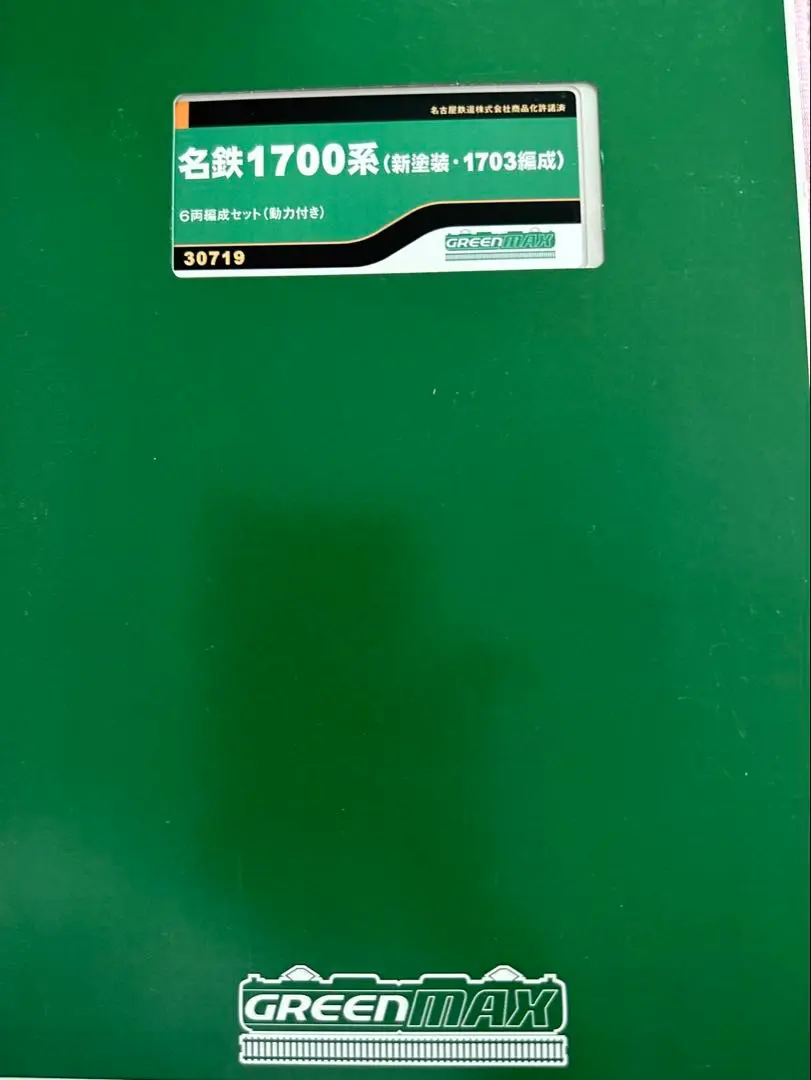 名古屋鉄道株式会社商品化許諾済
名鉄1700系(新塗装・1703編成)
6両編成セット(動力付き)
GREENMAX
30719
GREENMAX